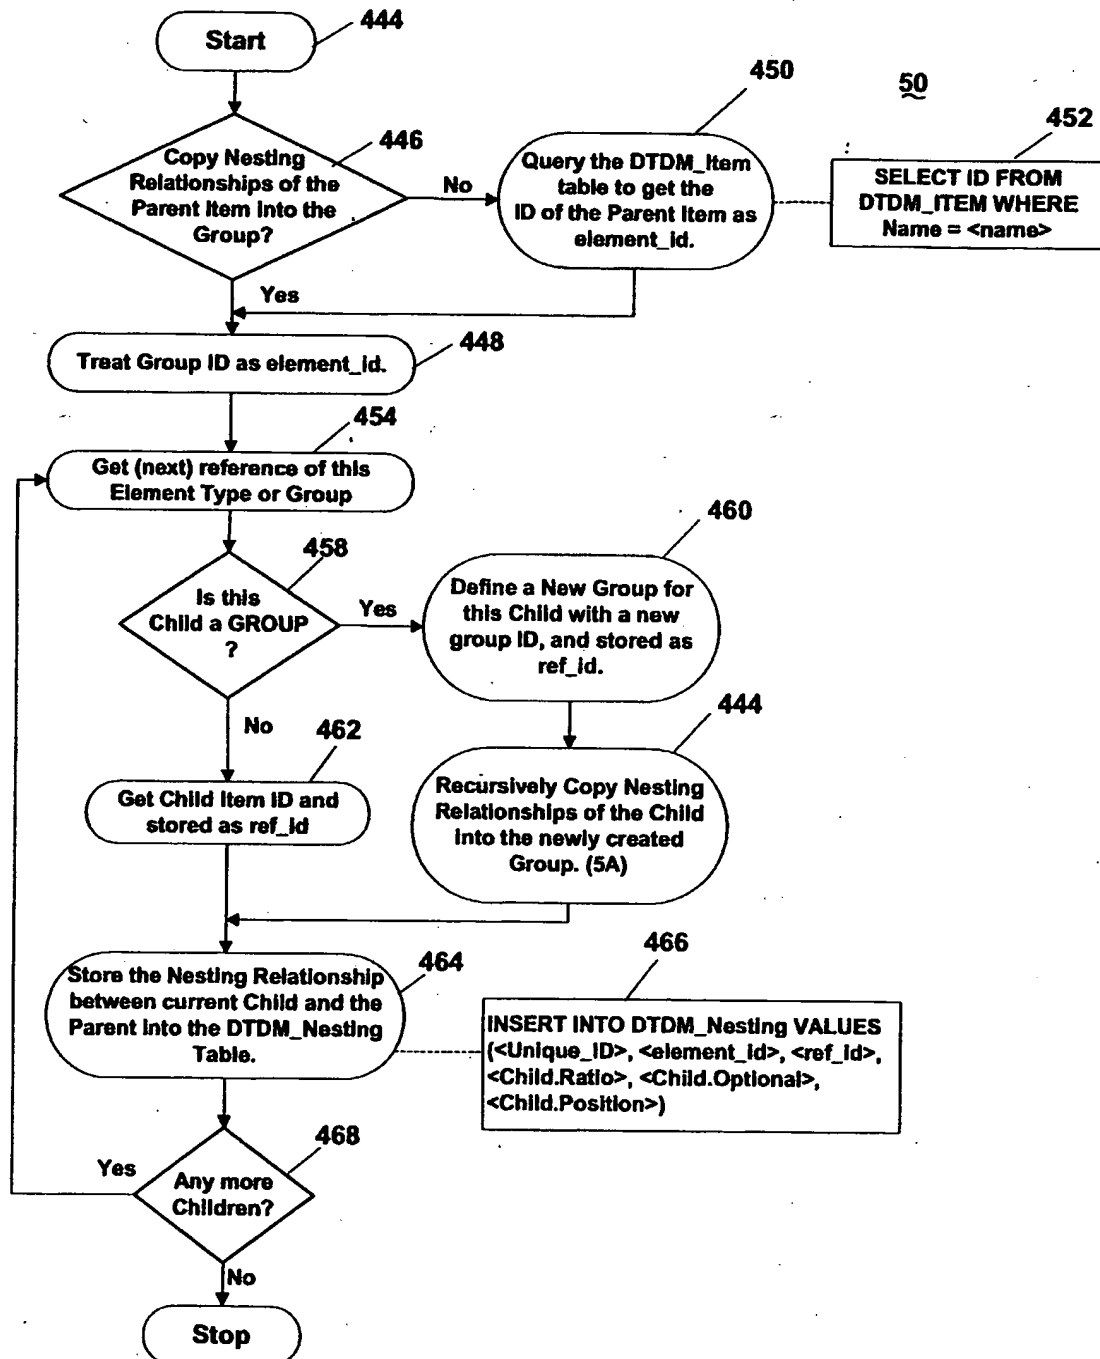 444
Start
450
50
452
446
Copy Nesting
Relationships of the
Parent Item into the
Group?
No
Query the DTDM_Item
table to get the
ID of the Parent Item as
element_id.
SELECT ID FROM
DTDM_ITEM WHERE
Name = <name>
Yes
448
Treat Group ID as element_id.
454
Get (next) reference of this
Element Type or Group
460
458
Is this
Child a GROUP
?
Yes
Define a New Group for
this Child with a new
group ID, and stored as
ref_id.
No
462
444
Get Child Item ID and
stored as ref_id
Recursively Copy Nesting
Relationships of the Child
into the newly created
Group. (5A)
464
466
Store the Nesting Relationship
between current Child and the
Parent into the DTDM_Nesting
Table.
INSERT INTO DTDM_Nesting VALUES
(<Unique_ID>, <element_id>, <ref_id>,
<Child.Ratio>, <Child.Optional>,
<Child.Position>)
468
Yes
Any more
Children?
No
Stop